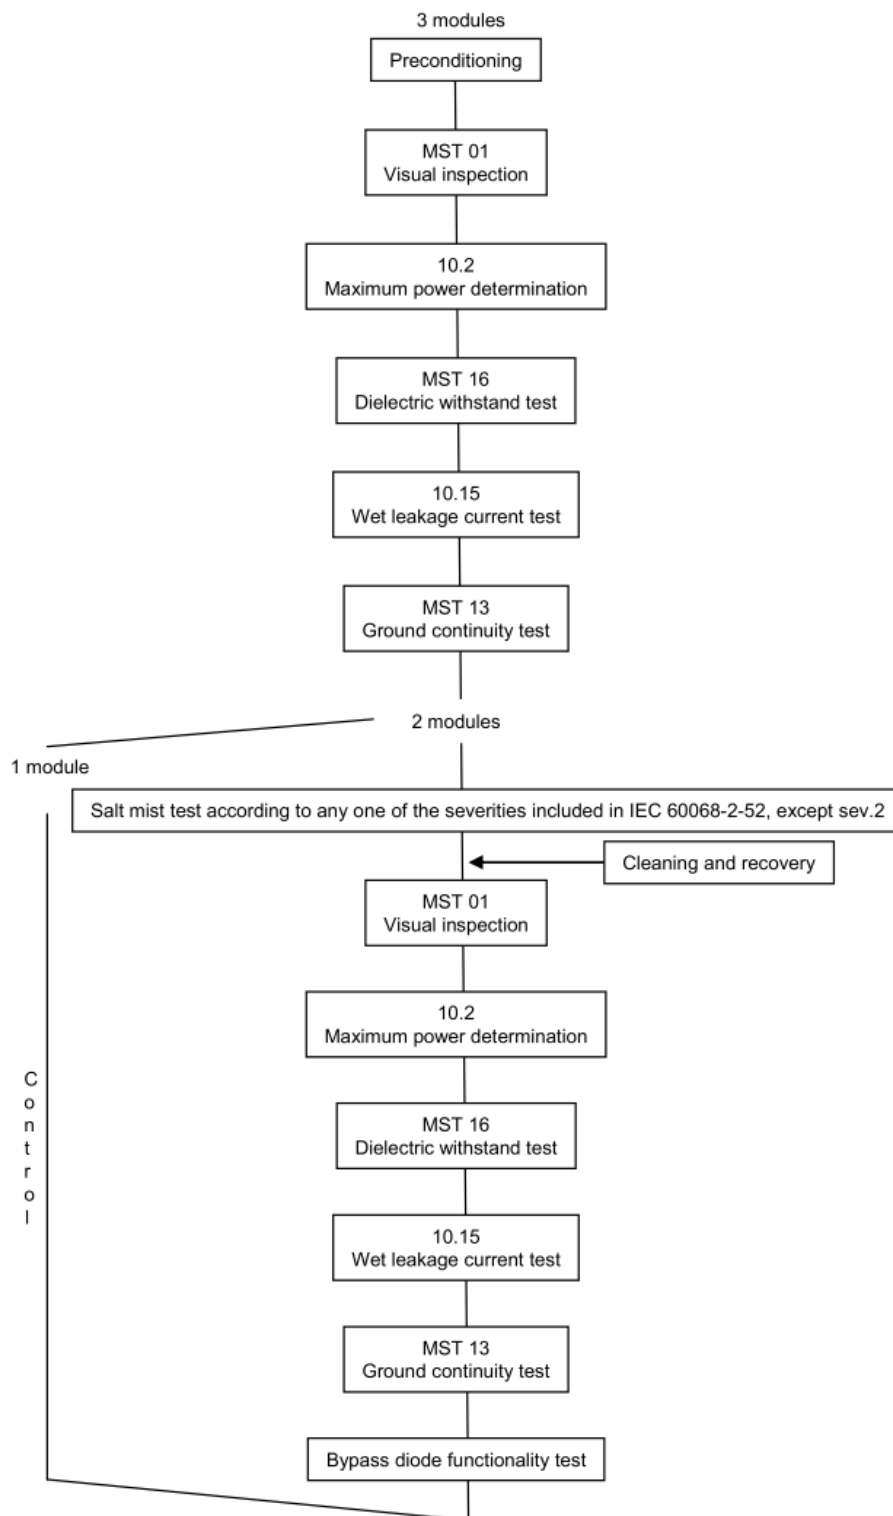 3 modules
Preconditioning
MST 01
Visual inspection
10.2
Maximum power determination
MST 16
Dielectric withstand test
10.15
Wet leakage current test
MST 13
Ground continuity test
2 modules
1 module
Salt mist test according to any one of the severities included in IEC 60068-2-52, except sev.2
Cleaning and recovery
MST 01
Visual inspection
10.2
Maximum power determination
Control
MST 16
Dielectric withstand test
10.15
Wet leakage current test
MST 13
Ground continuity test
Bypass diode functionality test